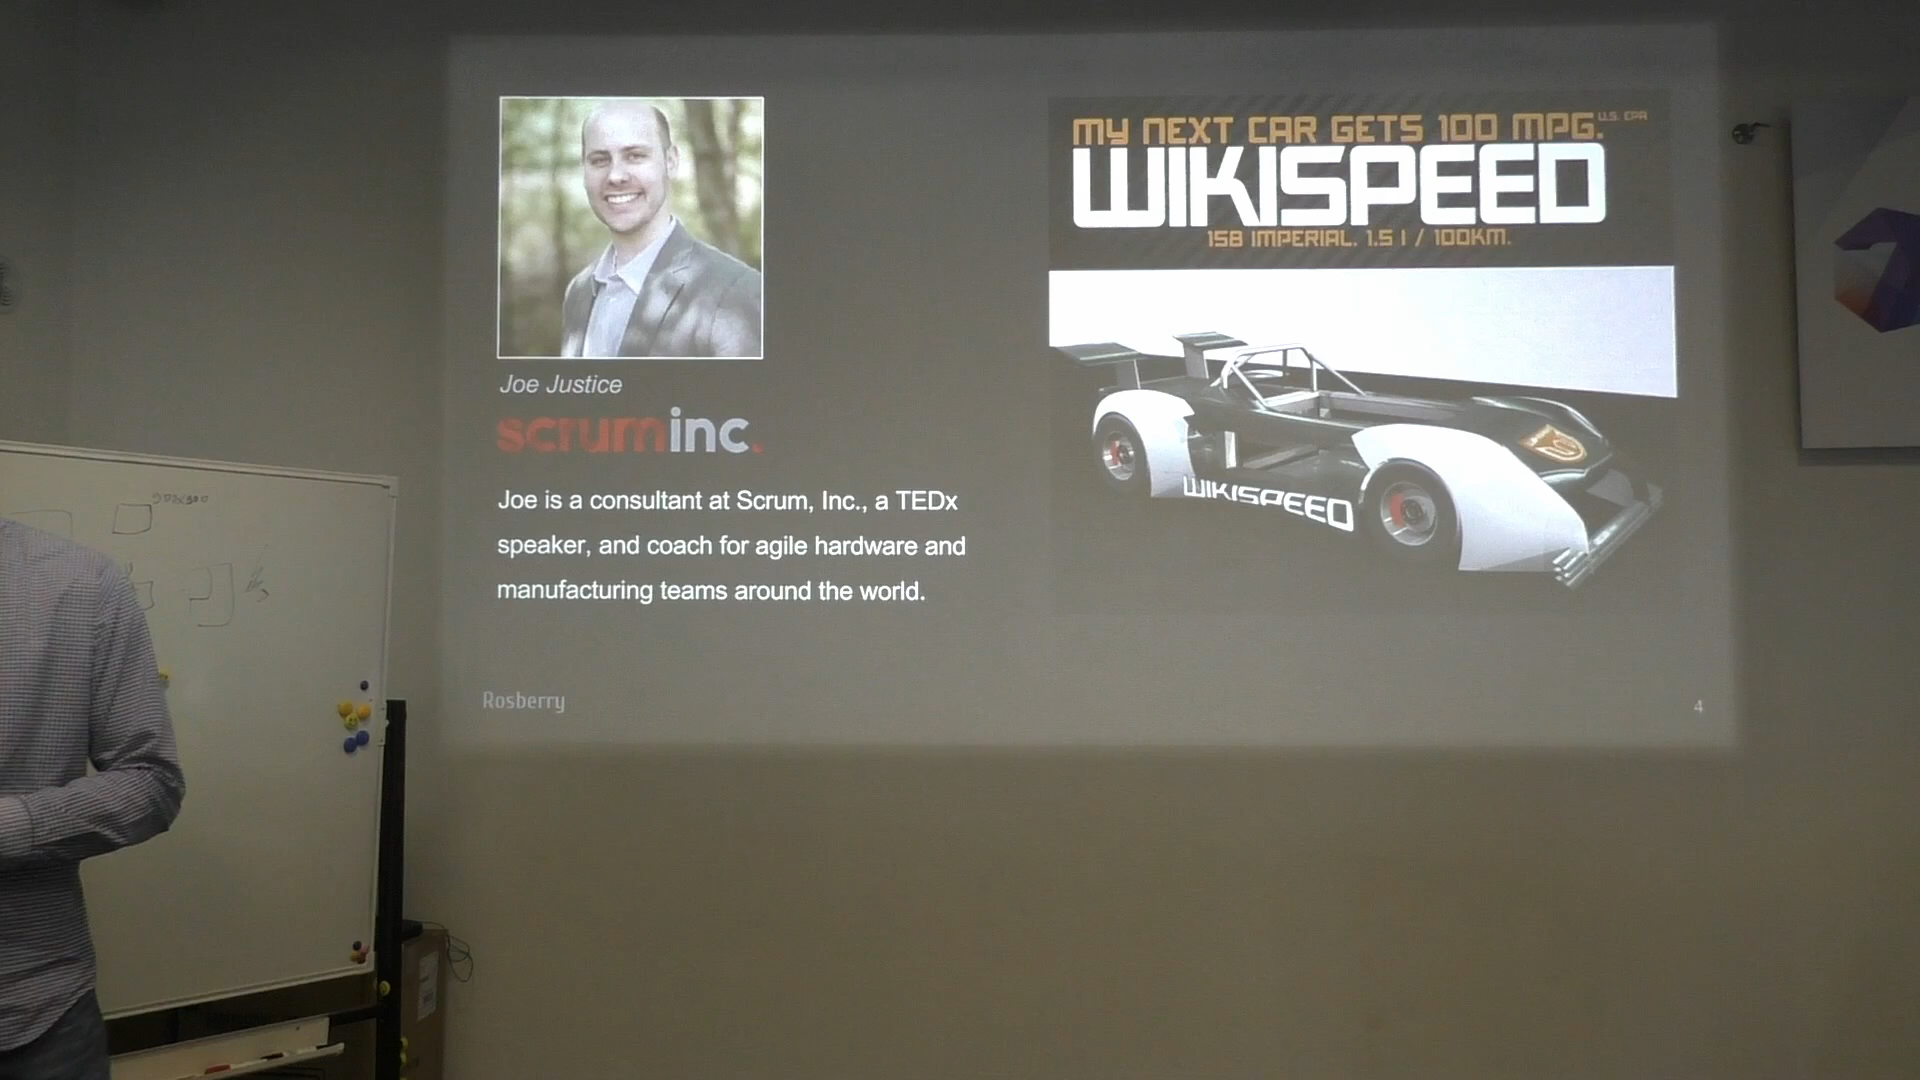 Joe Justice
scruminc.
Joe is a consultant at Scrum, Inc., a TEDx
speaker, and coach for agile hardware and
manufacturing teams around the world.
MY NEXT CAR GETS 100 MPG. U.S. EPA
WIKISPEED
158 IMPERIAL. 1.5 l / 100KM.
WIKISPEED
Rosberry
4